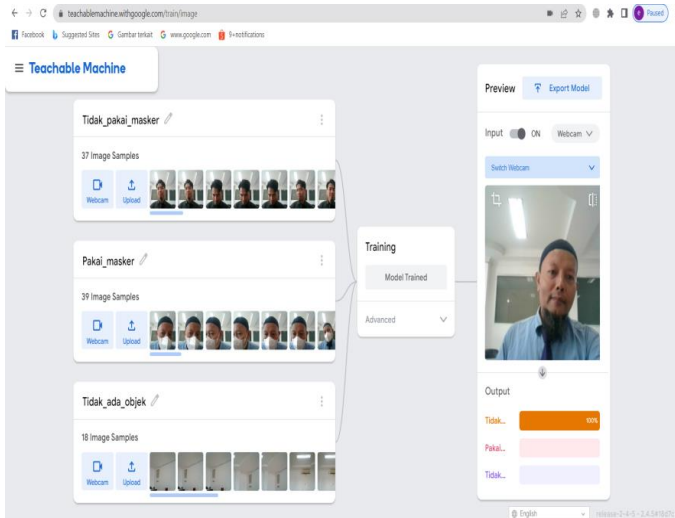 teachablemachine.withgoogle.com/train/image
Paused
Facebook Suggested Sites Gambar terkait www.google.com 9+notifications
Teachable Machine
Tidak_pakai_masker
37 Image Samples
Webcam Upload
Pakai_masker
39 Image Samples
Webcam Upload
Tidak_ada_objek
18 Image Samples
Webcam Upload
Training
Model Trained
Advanced
Preview Export Model
Input ON Webcam
Switch Webcam
Output
Tidak... 100%
Pakai...
Tidak...
English